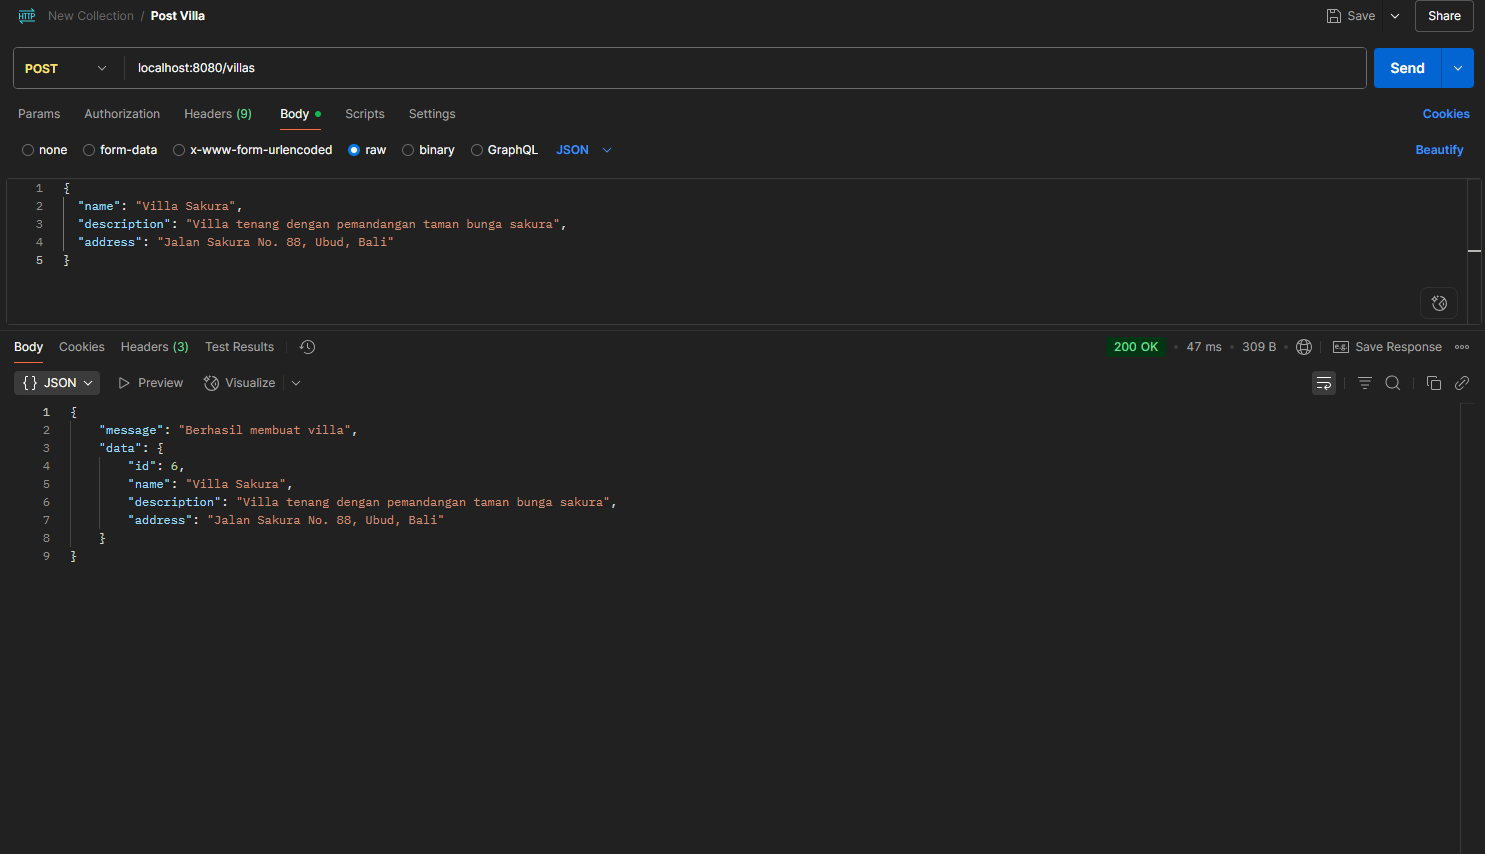 HTTP New Collection / Post Villa Save Share
POST localhost:8080/villas Send
Params Authorization Headers (9) Body Scripts Settings Cookies
none form-data x-www-form-urlencoded raw binary GraphQL JSON Beautify
1 {
2 "name": "Villa Sakura",
3 "description": "Villa tenang dengan pemandangan taman bunga sakura",
4 "address": "Jalan Sakura No. 88, Ubud, Bali"
5 }
Body Cookies Headers (3) Test Results 200 OK 47 ms 309 B e.g. Save Response
{} JSON Preview Visualize
1 {
2 "message": "Berhasil membuat villa",
3 "data": {
4 "id": 6,
5 "name": "Villa Sakura",
6 "description": "Villa tenang dengan pemandangan taman bunga sakura",
7 "address": "Jalan Sakura No. 88, Ubud, Bali"
8 }
9 }